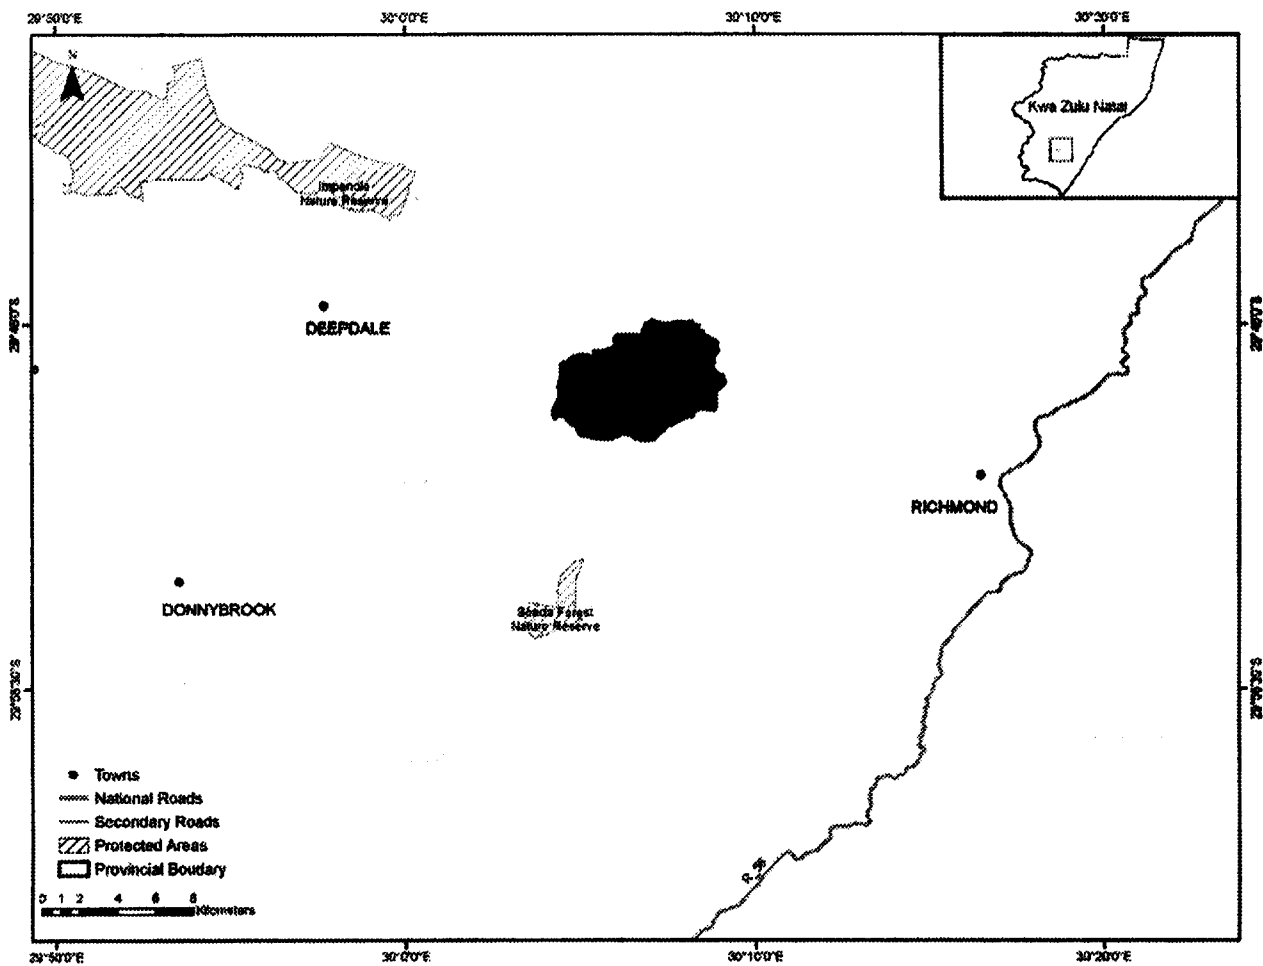 29°50'0"E 30°0'0"E 30°10'0"E 30°20'0"E
N
Kwa Zulu Natal
Impendle
Nature Reserve
DEEPDALE
RICHMOND
DONNYBROOK
Nature Reserve
Towns
National Roads
Secondary Roads
Protected Areas
Provincial Boudary
0 1 2 4 6 8
Kilometers
29°50'0"E 30°0'0"E 30°10'0"E 30°20'0"E